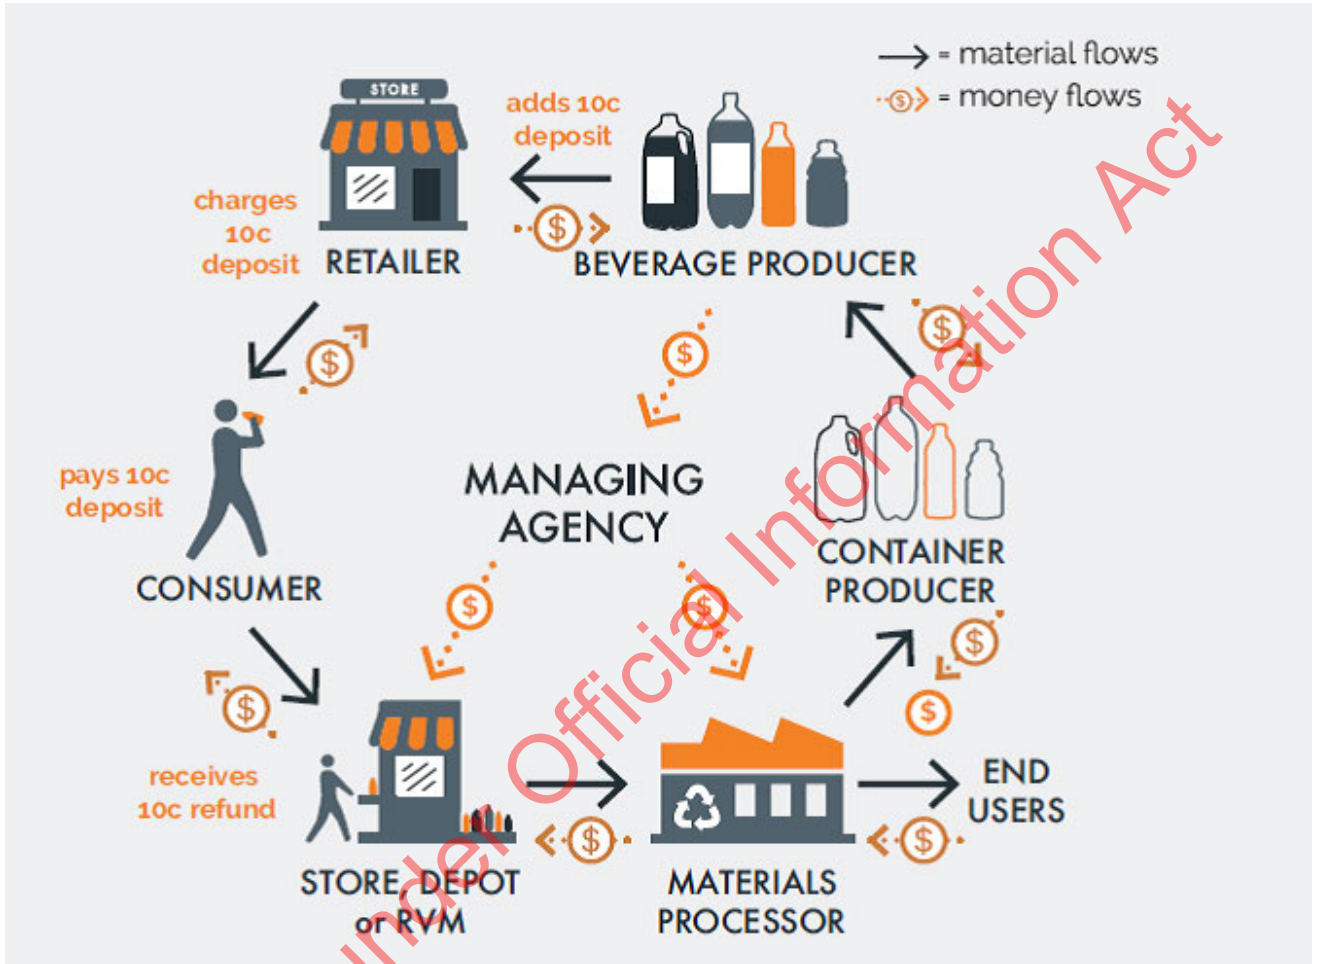 = material flows
= money flows
STORE
adds 10c
deposit
charges
10c
deposit
RETAILER
BEVERAGE PRODUCER
pays 10c
deposit
MANAGING
AGENCY
CONSUMER
CONTAINER
PRODUCER
receives
10c refund
END
USERS
STORE, DEPOT
or RVM
MATERIALS
PROCESSOR
$
$
$
$
$
$
$
$
$
$
$
under Official Information Act